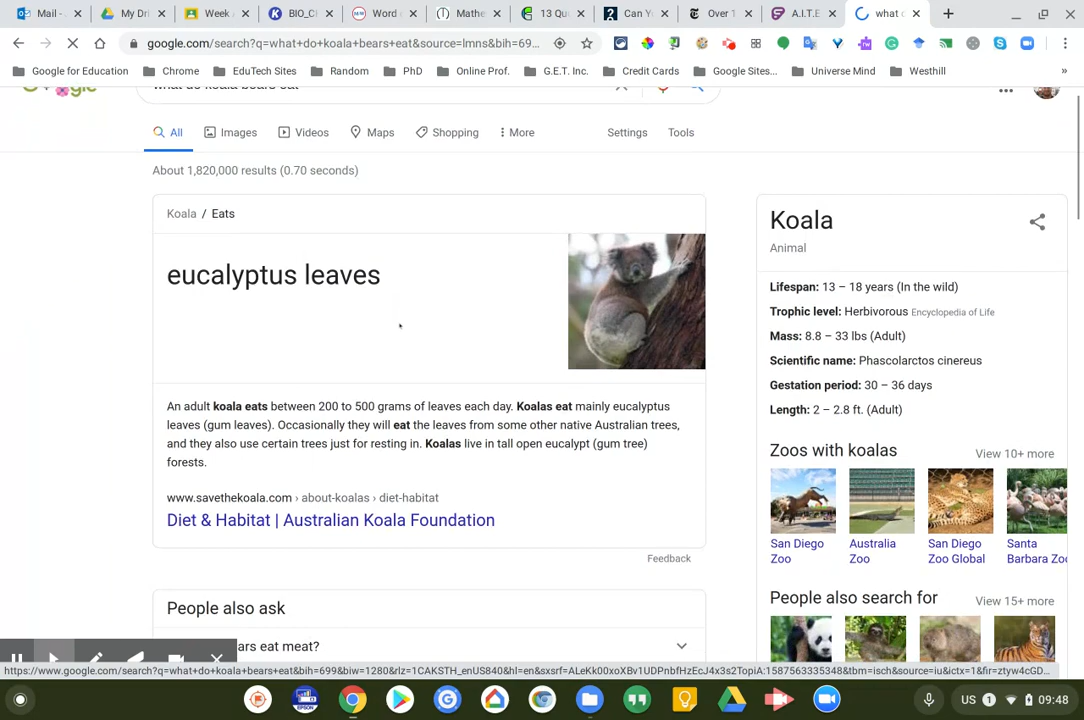 Mail -
My Dri
Week
BIO_C
Word
Mathe
13 Qu
Can Y
Over 1
A.I.T.E
what
google.com/search?q=what+do+koala+bears+eat&source=lmns&bih=69...
Google for Education
Chrome
EduTech Sites
Random
PhD
Online Prof.
G.E.T. Inc.
Credit Cards
Google Sites...
Universe Mind
Westhill
»
what do koala bears eat
All
Images
Videos
Maps
Shopping
More
Settings
Tools
About 1,820,000 results (0.70 seconds)
Koala / Eats
eucalyptus leaves
An adult koala eats between 200 to 500 grams of leaves each day. Koalas eat mainly eucalyptus
leaves (gum leaves). Occasionally they will eat the leaves from some other native Australian trees,
and they also use certain trees just for resting in. Koalas live in tall open eucalypt (gum tree)
forests.
www.savethekoala.com › about-koalas › diet-habitat
Diet & Habitat | Australian Koala Foundation
Feedback
People also ask
ars eat meat?
Koala
Animal
Lifespan: 13 – 18 years (In the wild)
Trophic level: Herbivorous Encyclopedia of Life
Mass: 8.8 – 33 lbs (Adult)
Scientific name: Phascolarctos cinereus
Gestation period: 30 – 36 days
Length: 2 – 2.8 ft. (Adult)
Zoos with koalas
View 10+ more
San Diego
Zoo
Australia
Zoo
San Diego
Zoo Global
Santa
Barbara Zoo
People also search for
View 15+ more
US 1 09:48